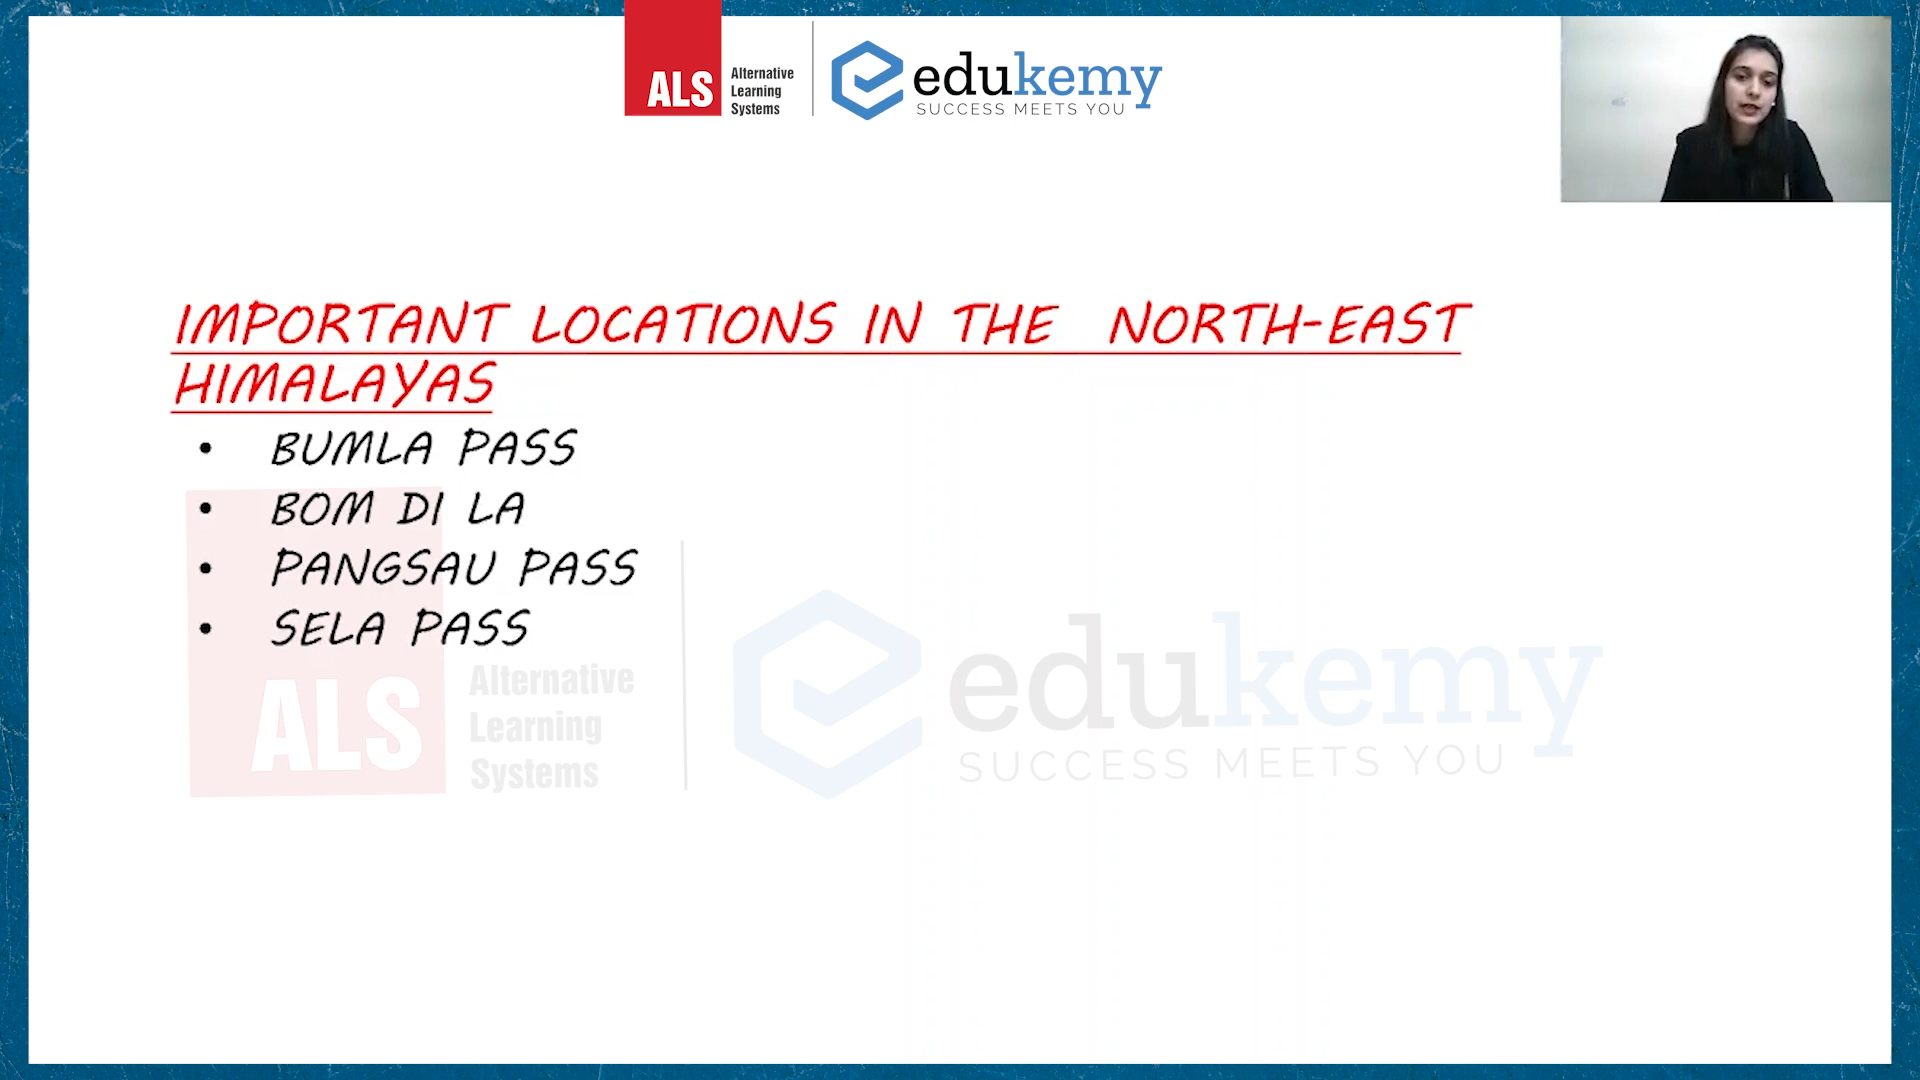 ALS
Alternative
Learning
Systems
edukemy
SUCCESS MEETS YOU
IMPORTANT LOCATIONS IN THE NORTH-EAST
HIMALAYAS
• BUMLA PASS
• BOM DI LA
• PANGSAU PASS
• SELA PASS
ALS
Alternative
Learning
Systems
edukemy
SUCCESS MEETS YOU